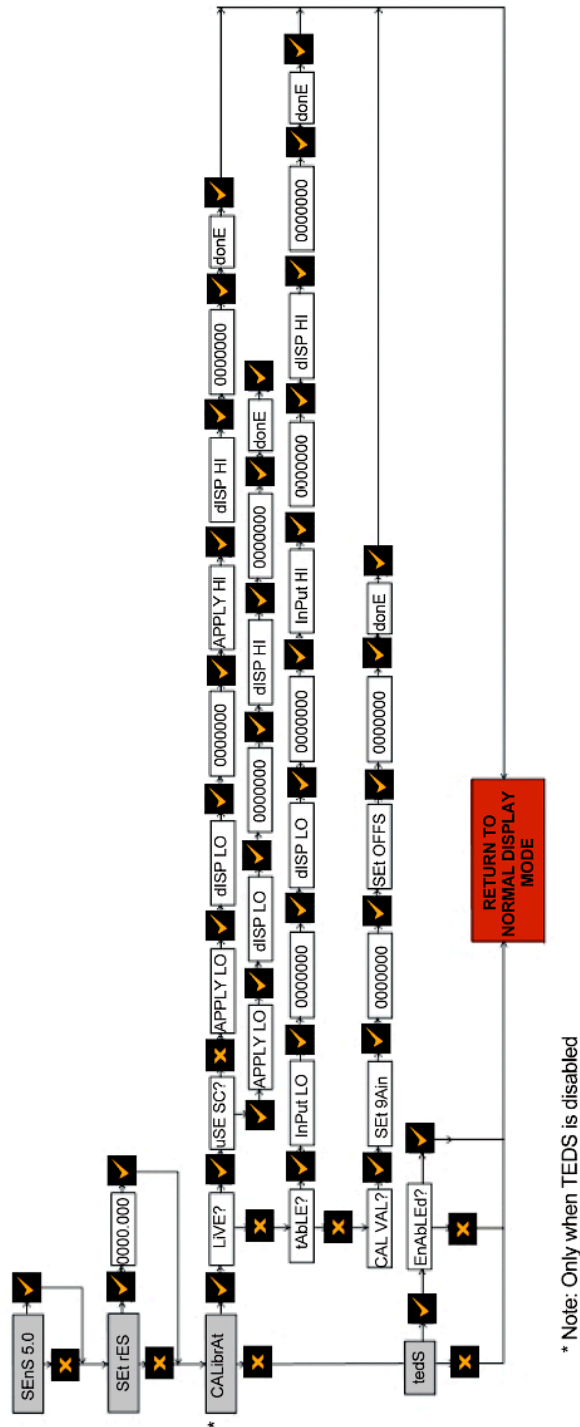 SEnS 5.0
SEt rES
0000.000
*
CALibrAt
LiVE?
uSE SC?
APPLY LO
dISP LO
0000000
APPLY HI
dISP HI
0000000
donE
APPLY LO
dISP LO
0000000
dISP HI
0000000
donE
tAbLE?
InPut LO
0000000
dISP LO
0000000
InPut HI
0000000
dISP HI
0000000
donE
CAL VAL?
SEt 9Ain
0000000
SEt OFFS
0000000
donE
tedS
EnAbLEd?
RETURN TO
NORMAL DISPLAY
MODE
* Note: Only when TEDS is disabled